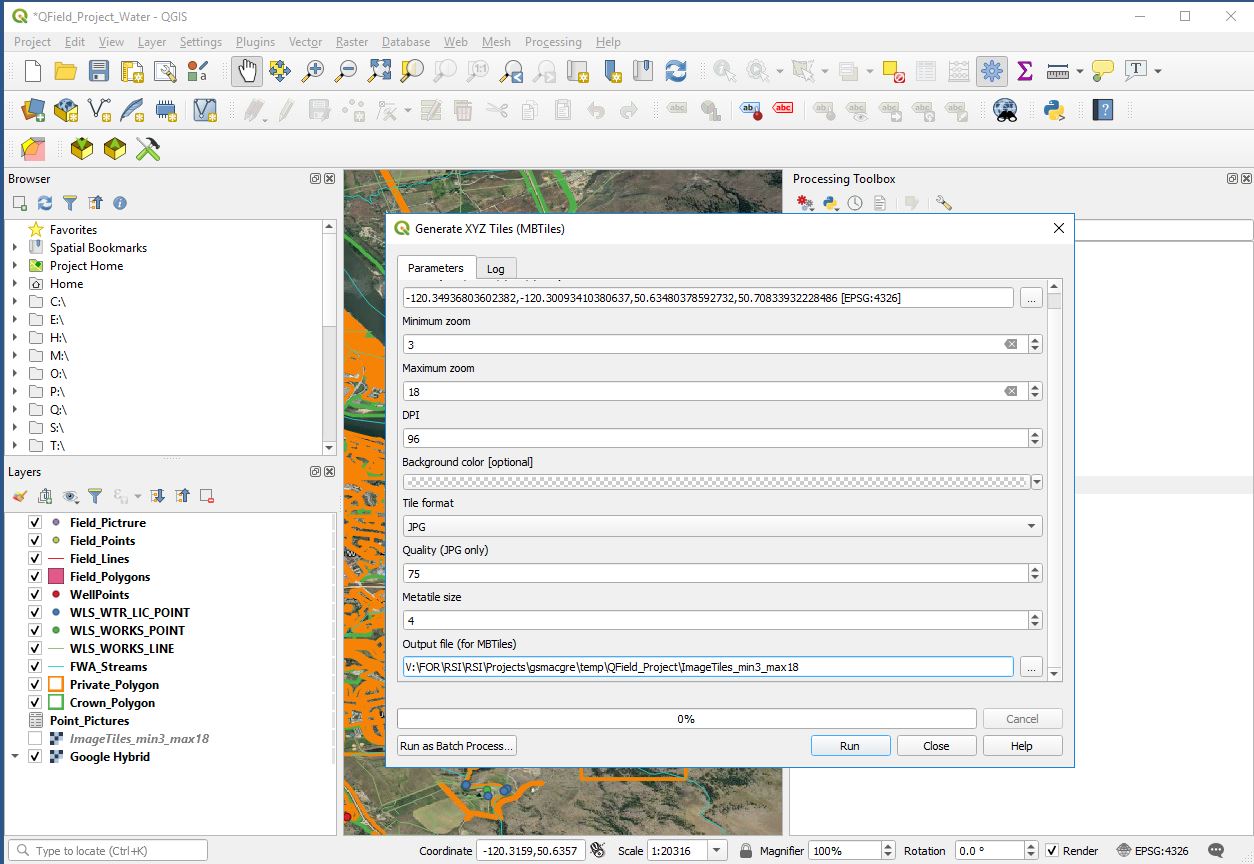 *QField_Project_Water - QGIS
Project Edit View Layer Settings Plugins Vector Raster Database Web Mesh Processing Help
Browser
Favorites
Spatial Bookmarks
Project Home
Home
C:\
E:\
H:\
M:\
O:\
P:\
Q:\
S:\
T:\
Layers
Field_Pictrure
Field_Points
Field_Lines
Field_Polygons
WellPoints
WLS_WTR_LIC_POINT
WLS_WORKS_POINT
WLS_WORKS_LINE
FWA_Streams
Private_Polygon
Crown_Polygon
Point_Pictures
ImageTiles_min3_max18
Google Hybrid
Processing Toolbox
Generate XYZ Tiles (MBTiles)
Parameters Log
-120.34936803602382,-120.30093410380637,50.63480378592732,50.70833932228486 [EPSG:4326]
...
Minimum zoom
3
Maximum zoom
18
DPI
96
Background color [optional]
Tile format
JPG
Quality (JPG only)
75
Metatile size
4
Output file (for MBTiles)
V:\FOR\RSI\RSI\Projects\gsmacgre\temp\QField_Project\ImageTiles_min3_max18
...
0%
Cancel
Run as Batch Process...
Run
Close
Help
Type to locate (Ctrl+K)
Coordinate -120.3159,50.6357 Scale 1:20316 Magnifier 100% Rotation 0.0 ° Render EPSG:4326